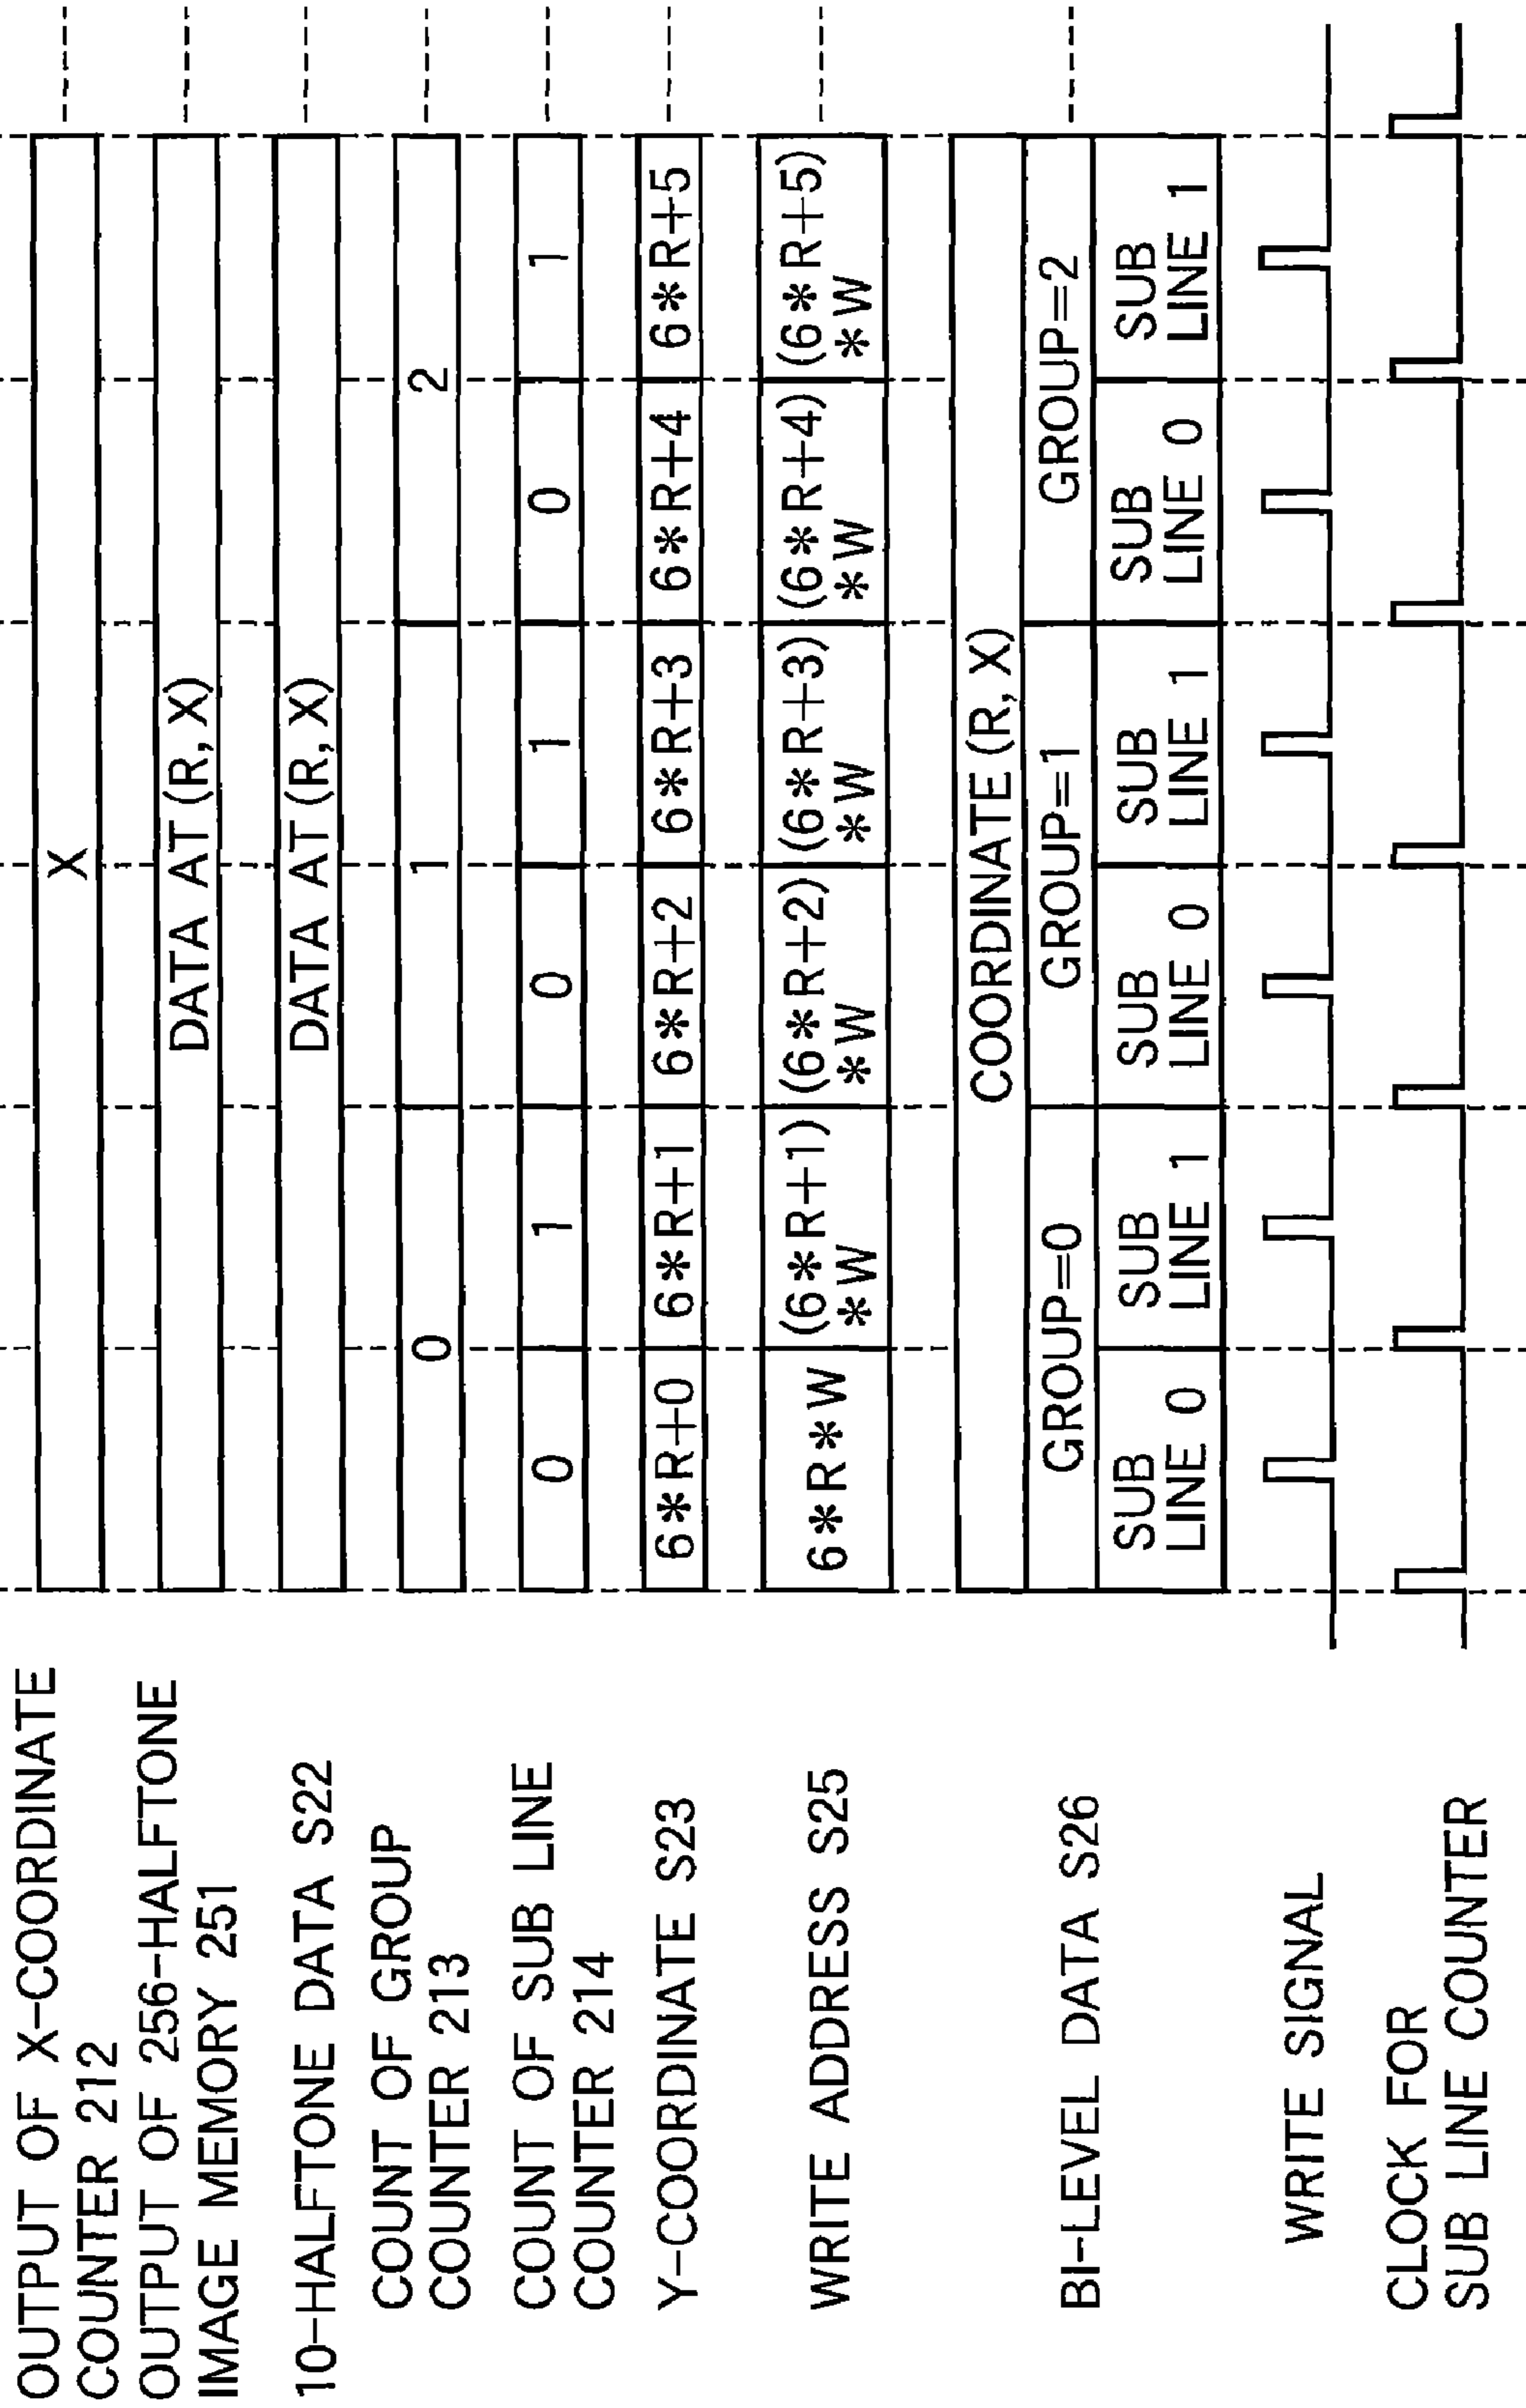 OUTPUT OF X-COORDINATE
COUNTER 212
X
OUTPUT OF 256-HALFTONE
IMAGE MEMORY 251
DATA AT (R, X)
10-HALFTONE DATA S22
DATA AT (R, X)
COUNT OF GROUP
COUNTER 213
0 1 2
COUNT OF SUB LINE
COUNTER 214
0 1 0 1 0 1
Y-COORDINATE S23
6*R+0 6*R+1 6*R+2 6*R+3 6*R+4 6*R+5
WRITE ADDRESS S25
6*R*W (6*R+1) (6*R+2) (6*R+3) (6*R+4) (6*R+5)
*W *W *W *W *W
BI-LEVEL DATA S26
COORDINATE (R, X)
GROUP=0 GROUP=1 GROUP=2
SUB SUB SUB SUB SUB SUB
LINE 0 LINE 1 LINE 0 LINE 1 LINE 0 LINE 1
WRITE SIGNAL
CLOCK FOR
SUB LINE COUNTER